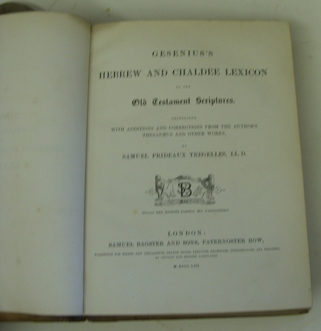 GESENIUS'S
HEBREW AND CHALDEE LEXICON
TO THE
Old Testament Scriptures.
TRANSLATED
WITH ADDITIONS AND CORRECTIONS FROM THE AUTHOR'S
THESAURUS AND OTHER WORKS,
BY
SAMUEL PRIDEAUX TREGELLES, LL.D.
B
LONDON:
SAMUEL BAGSTER AND SONS, PATERNOSTER ROW,